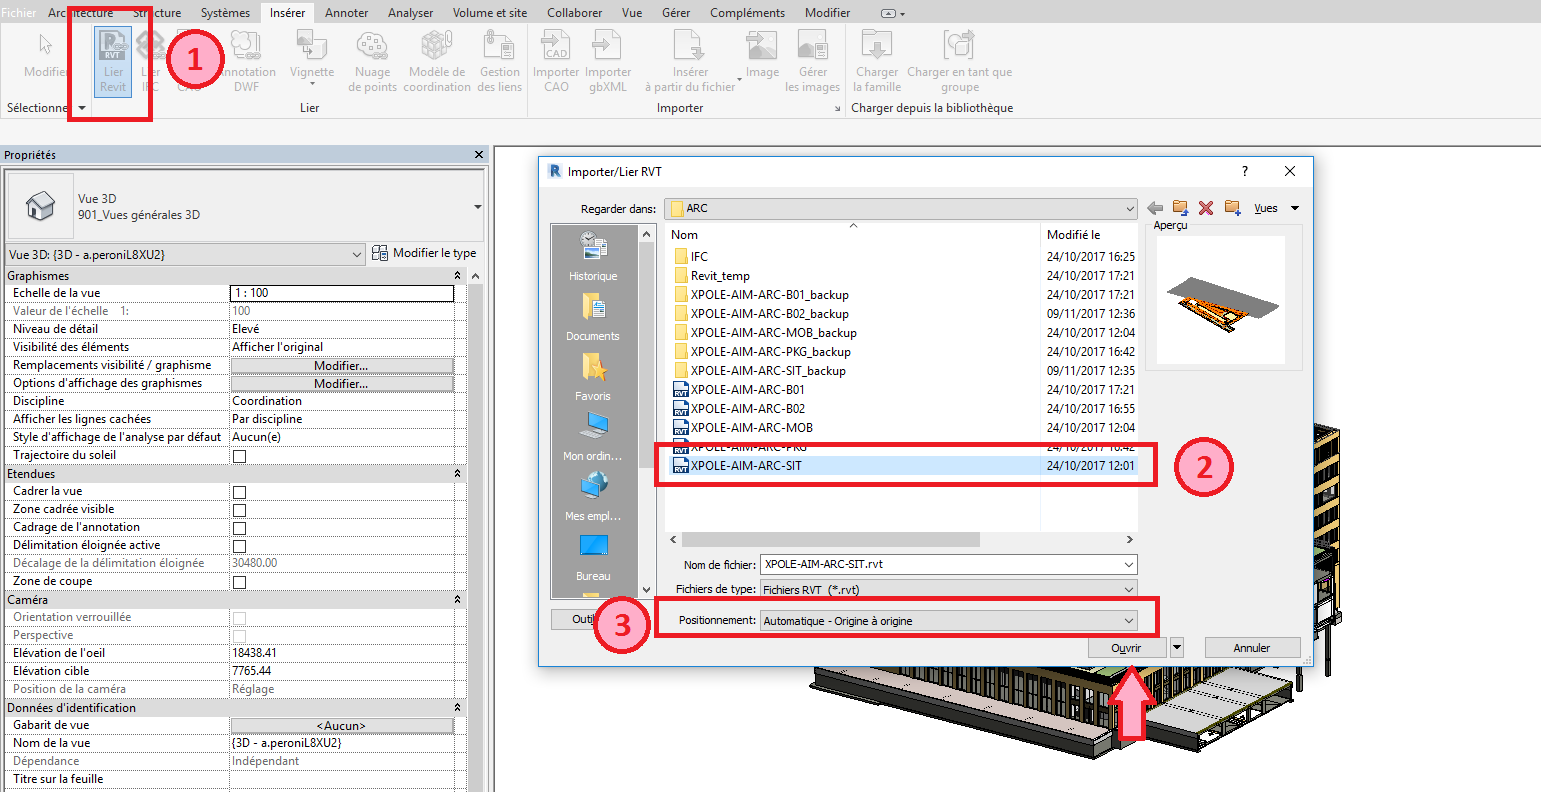 Fichier Architecture Structure Systèmes Insérer Annoter Analyser Volume et site Collaborer Vue Gérer Compléments Modifier
Modifier
Lier Revit
Lier IFC
CAO
Annotation DWF
Vignette
Nuage de points
Modèle de coordination
Gestion des liens
Importer CAO
Importer gbXML
Insérer à partir du fichier
Image
Gérer les images
Charger la famille
Charger en tant que groupe
Sélectionner
Lier
Importer
Charger depuis la bibliothèque
1
Propriétés
Vue 3D
901_Vues générales 3D
Vue 3D: {3D - a.peroniL8XU2}
Modifier le type
Graphismes
Echelle de la vue 1 : 100
Valeur de l'échelle 1: 100
Niveau de détail Elevé
Visibilité des éléments Afficher l'original
Remplacements visibilité / graphisme Modifier...
Options d'affichage des graphismes Modifier...
Discipline Coordination
Afficher les lignes cachées Par discipline
Style d'affichage de l'analyse par défaut Aucun(e)
Trajectoire du soleil
Etendues
Cadrer la vue
Zone cadrée visible
Cadrage de l'annotation
Délimitation éloignée active
Décalage de la délimitation éloignée 30480.00
Zone de coupe
Caméra
Orientation verrouillée
Perspective
Elévation de l'oeil 18438.41
Elévation cible 7765.44
Position de la caméra Réglage
Données d'identification
Gabarit de vue <Aucun>
Nom de la vue {3D - a.peroniL8XU2}
Dépendance Indépendant
Titre sur la feuille
R Importer/Lier RVT ?
Regarder dans: ARC Vues
Aperçu
Historique
Documents
Favoris
Mon ordin...
Mes empl...
Bureau
Nom Modifié le
IFC 24/10/2017 16:25
Revit_temp 24/10/2017 17:21
XPOLE-AIM-ARC-B01_backup 24/10/2017 17:21
XPOLE-AIM-ARC-B02_backup 09/11/2017 12:36
XPOLE-AIM-ARC-MOB_backup 24/10/2017 12:04
XPOLE-AIM-ARC-PKG_backup 24/10/2017 16:42
XPOLE-AIM-ARC-SIT_backup 09/11/2017 12:35
RVT XPOLE-AIM-ARC-B01 24/10/2017 17:21
RVT XPOLE-AIM-ARC-B02 24/10/2017 16:55
RVT XPOLE-AIM-ARC-MOB 24/10/2017 12:04
RVT XPOLE-AIM-ARC-PKG 24/10/2017 16:42
RVT XPOLE-AIM-ARC-SIT 24/10/2017 12:01
2
Nom de fichier: XPOLE-AIM-ARC-SIT.rvt
Fichiers de type: Fichiers RVT (*.rvt)
3
Positionnement: Automatique - Origine à origine
Ouvrir Annuler